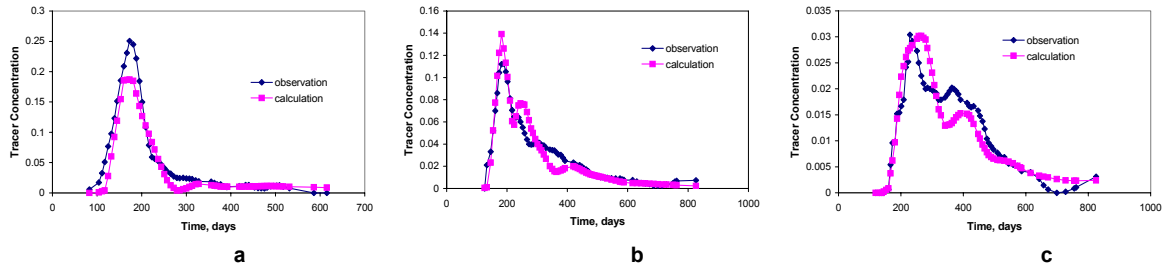 0.3
0.25
0.2
0.15
0.1
0.05
0
0 100 200 300 400 500 600 700
Tracer Concentration
Time, days
observation
calculation
a
0.16
0.14
0.12
0.1
0.08
0.06
0.04
0.02
0
0 200 400 600 800 1000
Tracer Concentration
Time, days
observation
calculation
b
0.035
0.03
0.025
0.02
0.015
0.01
0.005
0
0 200 400 600 800 1000
Tracer Concentration
Time, days
observation
calculation
c